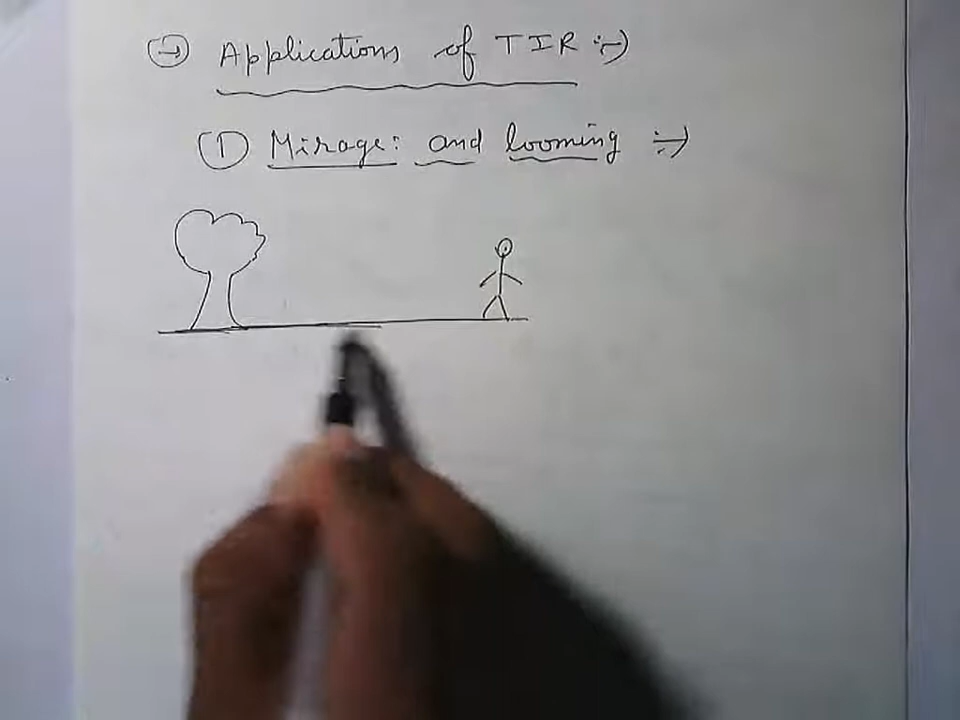 → Applications of TIR :-)
(1) Mirage: and looming :-)